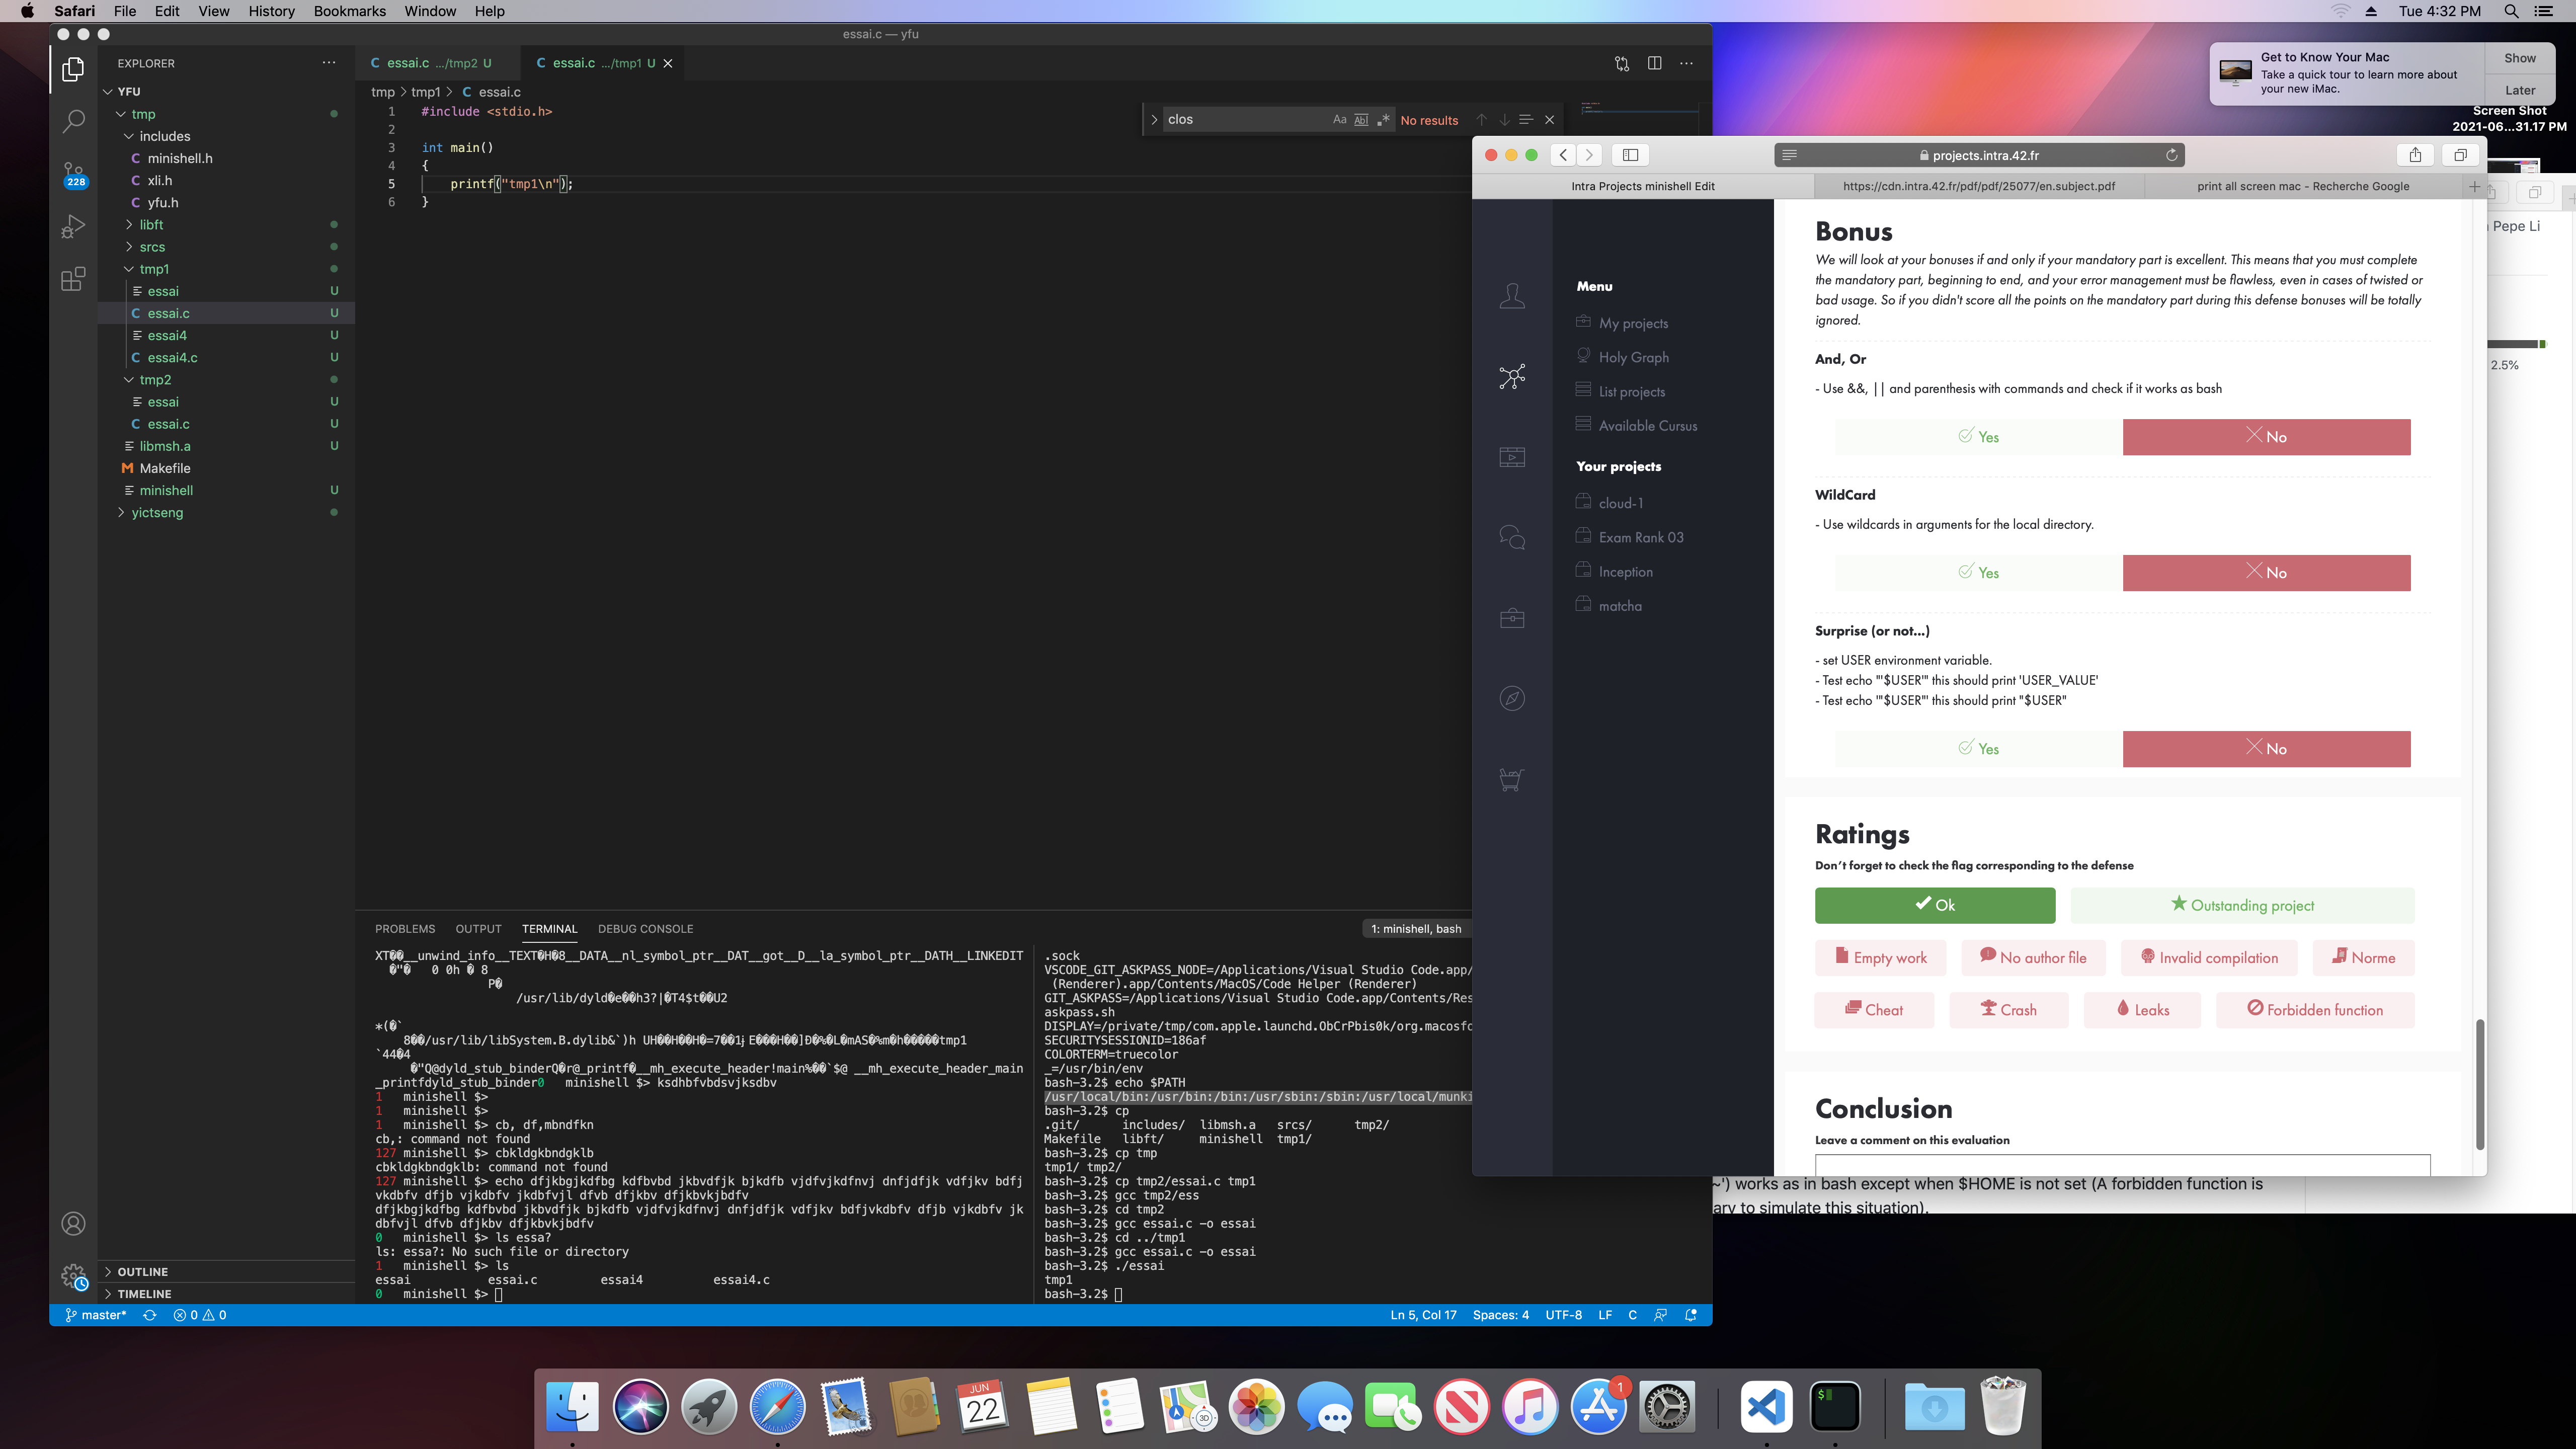 Safari File Edit View History Bookmarks Window Help
Tue 4:32 PM
essai.c — yfu
EXPLORER
YFU
tmp
includes
C minishell.h
C xli.h
C yfu.h
libft
srcs
tmp1
essai U
C essai.c U
essai4 U
C essai4.c U
tmp2
essai U
C essai.c U
libmsh.a U
M Makefile
minishell U
yictseng
OUTLINE
TIMELINE
228
C essai.c .../tmp2 U
C essai.c .../tmp1 U
tmp > tmp1 > C essai.c
1 #include <stdio.h>
2
3 int main()
4 {
5 printf("tmp1\n");
6 }
clos
Aa Abl .*
No results
PROBLEMS OUTPUT TERMINAL DEBUG CONSOLE
1: minishell, bash
XT��__unwind_info__TEXT�H�8__DATA__nl_symbol_ptr__DAT__got__D__la_symbol_ptr__DATH__LINKEDIT
�"� 0 0h � 8
P�
/usr/lib/dyld�e��h3?|�T4$t��U2
*(�`
8��/usr/lib/libSystem.B.dylib&`)h
tmp1
`44�4
�"Q@dyld_stub_binderQ�r@_printf�__mh_execute_header!main%��`$@ __mh_execute_header_main
_printfdyld_stub_binder0 minishell $> ksdhbfvbdsvjksdbv
1 minishell $>
1 minishell $>
1 minishell $> cb, df,mbndfkn
cb,: command not found
127 minishell $> cbkldgkbndgklb
cbkldgkbndgklb: command not found
127 minishell $> echo dfjkbgjkdfbg kdfbvbd jkbvdfjk bjkdfb vjdfvjkdfnvj dnfjdfjk vdfjkv bdfj
vkdbfv dfjb vjkdbfv jkdbfvjl dfvb dfjkbv dfjkbvkjbdfv
dfjkbgjkdfbg kdfbvbd jkbvdfjk bjkdfb vjdfvjkdfnvj dnfjdfjk vdfjkv bdfjvkdbfv dfjb vjkdbfv jk
dbfvjl dfvb dfjkbv dfjkbvkjbdfv
0 minishell $> ls essa?
ls: essa?: No such file or directory
1 minishell $> ls
essai essai.c essai4 essai4.c
0 minishell $>
.sock
VSCODE_GIT_ASKPASS_NODE=/Applications/Visual Studio Code.app/
(Renderer).app/Contents/MacOS/Code Helper (Renderer)
GIT_ASKPASS=/Applications/Visual Studio Code.app/Contents/Res
askpass.sh
DISPLAY=/private/tmp/com.apple.launchd.ObCrPbis0k/org.macosfo
SECURITYSESSIONID=186af
COLORTERM=truecolor
_=/usr/bin/env
bash-3.2$ echo $PATH
/usr/local/bin:/usr/bin:/bin:/usr/sbin:/sbin:/usr/local/munki
bash-3.2$ cp
.git/ includes/ libmsh.a srcs/ tmp2/
Makefile libft/ minishell tmp1/
bash-3.2$ cp tmp
tmp1/ tmp2/
bash-3.2$ cp tmp2/essai.c tmp1
bash-3.2$ gcc tmp2/ess
bash-3.2$ cd tmp2
bash-3.2$ gcc essai.c -o essai
bash-3.2$ cd ../tmp1
bash-3.2$ gcc essai.c -o essai
bash-3.2$ ./essai
tmp1
bash-3.2$
master* 0 0
Ln 5, Col 17 Spaces: 4 UTF-8 LF C
Get to Know Your Mac
Take a quick tour to learn more about
your new iMac.
Show
Later
Screen Shot
2021-06...31.17 PM
projects.intra.42.fr
Intra Projects minishell Edit
https://cdn.intra.42.fr/pdf/pdf/25077/en.subject.pdf
print all screen mac - Recherche Google
Menu
My projects
Holy Graph
List projects
Available Cursus
Your projects
cloud-1
Exam Rank 03
Inception
matcha
Bonus
We will look at your bonuses if and only if your mandatory part is excellent. This means that you must complete
the mandatory part, beginning to end, and your error management must be flawless, even in cases of twisted or
bad usage. So if you didn't score all the points on the mandatory part during this defense bonuses will be totally
ignored.
And, Or
- Use &&, || and parenthesis with commands and check if it works as bash
Yes No
WildCard
- Use wildcards in arguments for the local directory.
Yes No
Surprise (or not...)
- set USER environment variable.
- Test echo "'$USER'" this should print 'USER_VALUE'
- Test echo '"$USER"' this should print "$USER"
Yes No
Ratings
Don't forget to check the flag corresponding to the defense
Ok Outstanding project
Empty work No author file Invalid compilation Norme
Cheat Crash Leaks Forbidden function
Conclusion
Leave a comment on this evaluation
Pepe Li
2.5%
~') works as in bash except when $HOME is not set (A forbidden function is
ary to simulate this situation).
JUN
22
3D
1
$